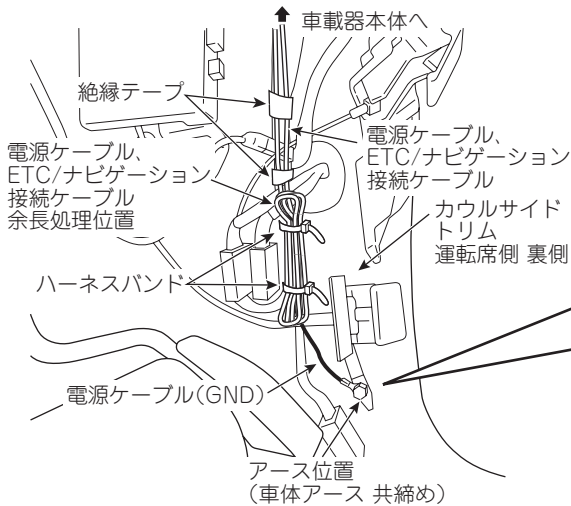 車載器本体へ
絶縁テープ
電源ケーブル、
ETC/ナビゲーション
接続ケーブル
余長処理位置
電源ケーブル、
ETC/ナビゲーション
接続ケーブル
カウルサイド
トリム
運転席側 裏側
ハーネスバンド
電源ケーブル(GND)
アース位置
(車体アース 共締め)